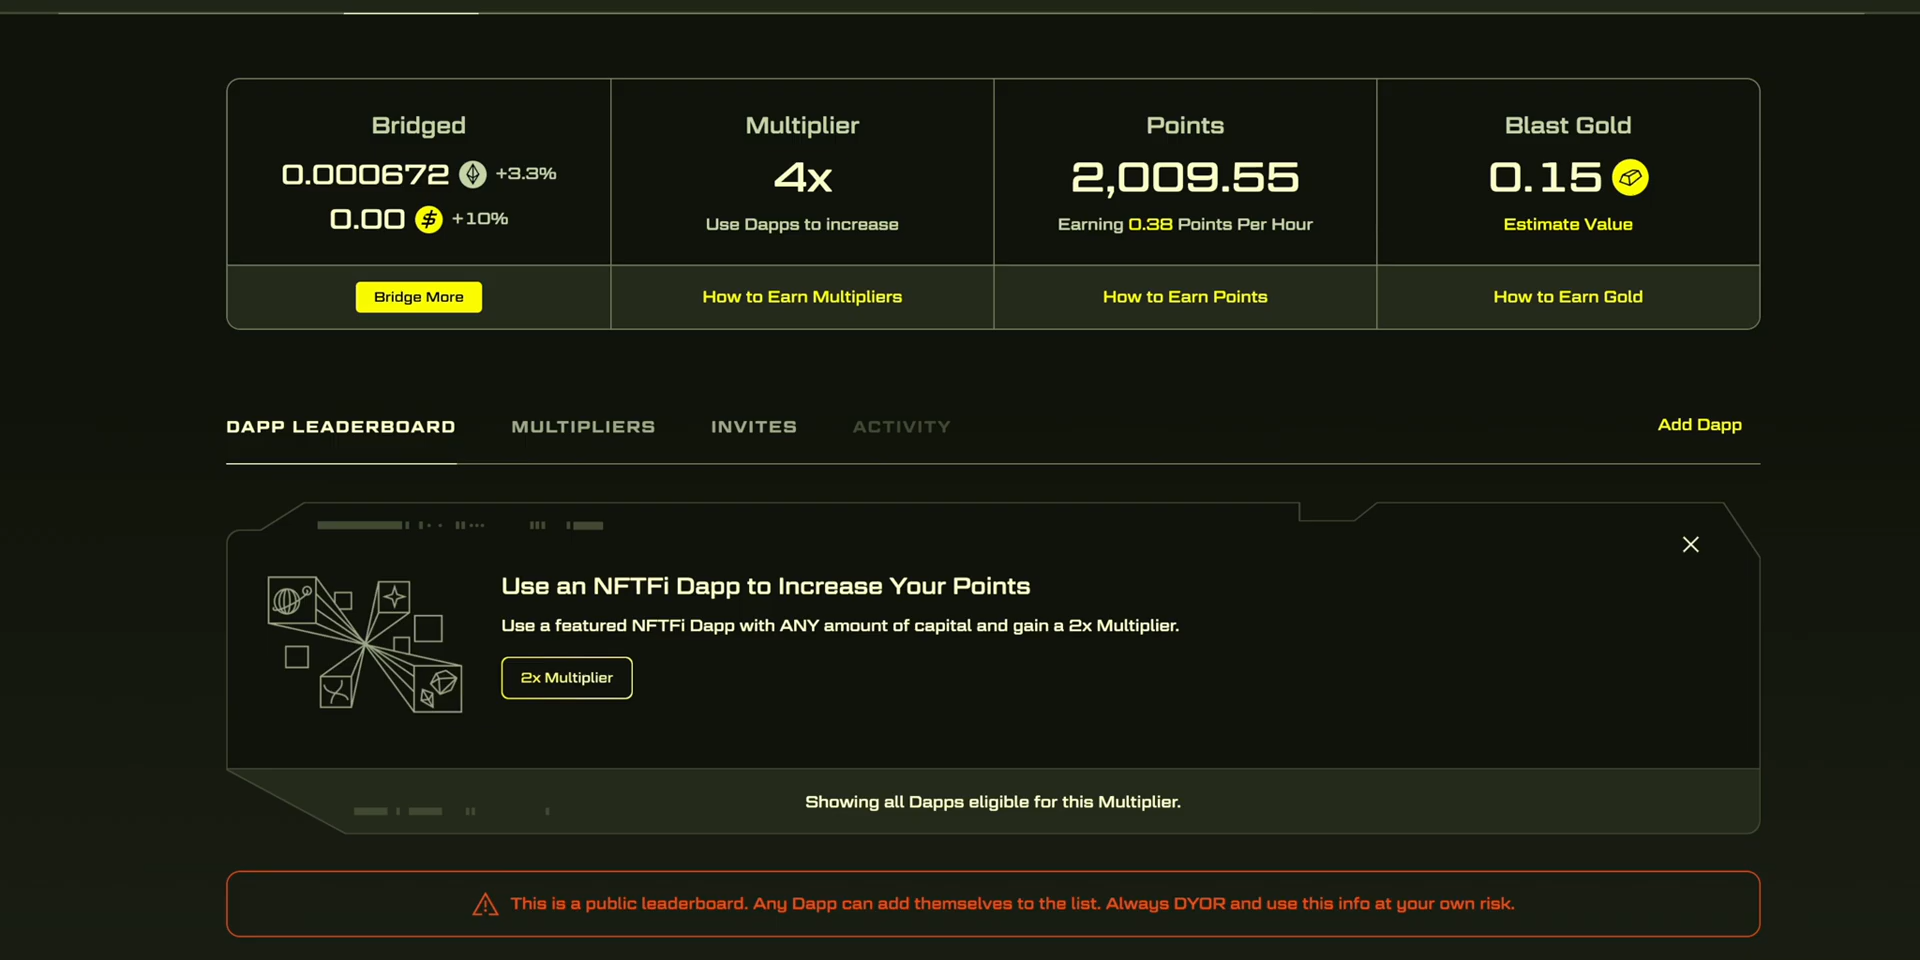 Bridged
0.000672 +3.3%
0.00 $ +10%
Bridge More
Multiplier
4x
Use Dapps to increase
How to Earn Multipliers
Points
2,009.55
Earning 0.38 Points Per Hour
How to Earn Points
Blast Gold
0.15
Estimate Value
How to Earn Gold
DAPP LEADERBOARD
MULTIPLIERS
INVITES
ACTIVITY
Add Dapp
Use an NFTFi Dapp to Increase Your Points
Use a featured NFTFi Dapp with ANY amount of capital and gain a 2x Multiplier.
2x Multiplier
Showing all Dapps eligible for this Multiplier.
This is a public leaderboard. Any Dapp can add themselves to the list. Always DYOR and use this info at your own risk.